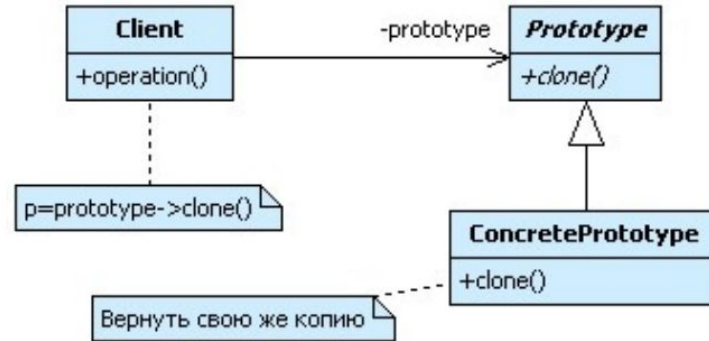 Client
+operation()
-prototype
Prototype
+clone()
p=prototype->clone()
ConcretePrototype
+clone()
Вернуть свою же копию